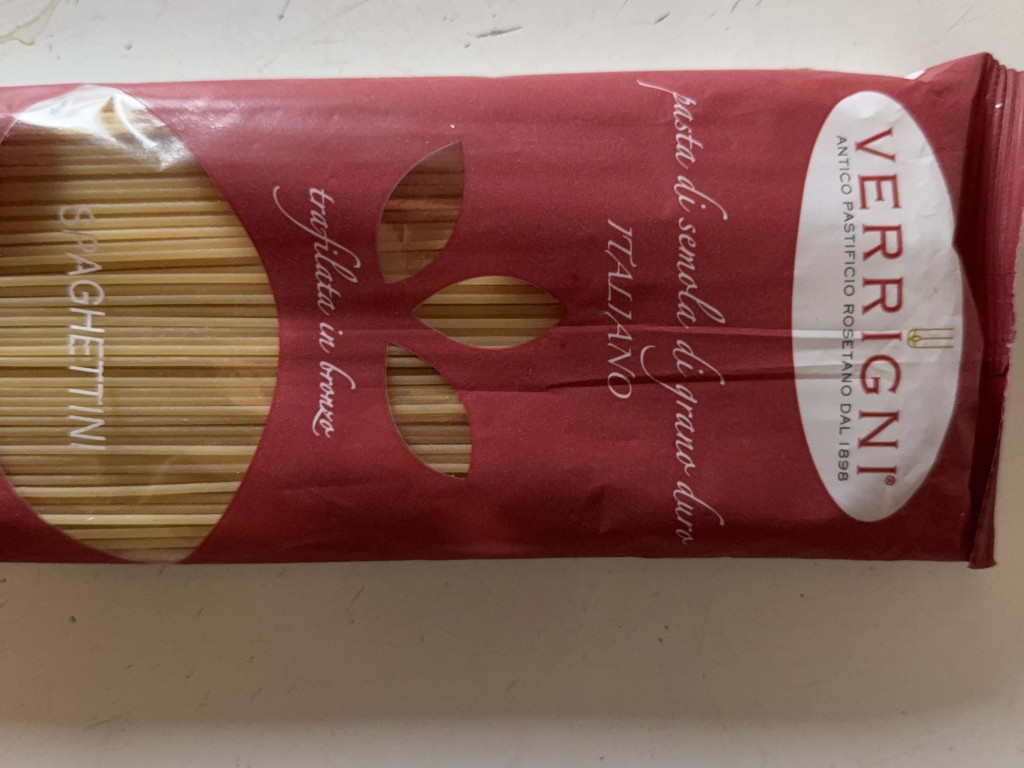 VERRIGNI®
ANTICO PASTIFICIO ROSETANO DAL 1898
pasta di semola di grano duro
ITALIANO
trafilata in bronzo
SPAGHETTINI